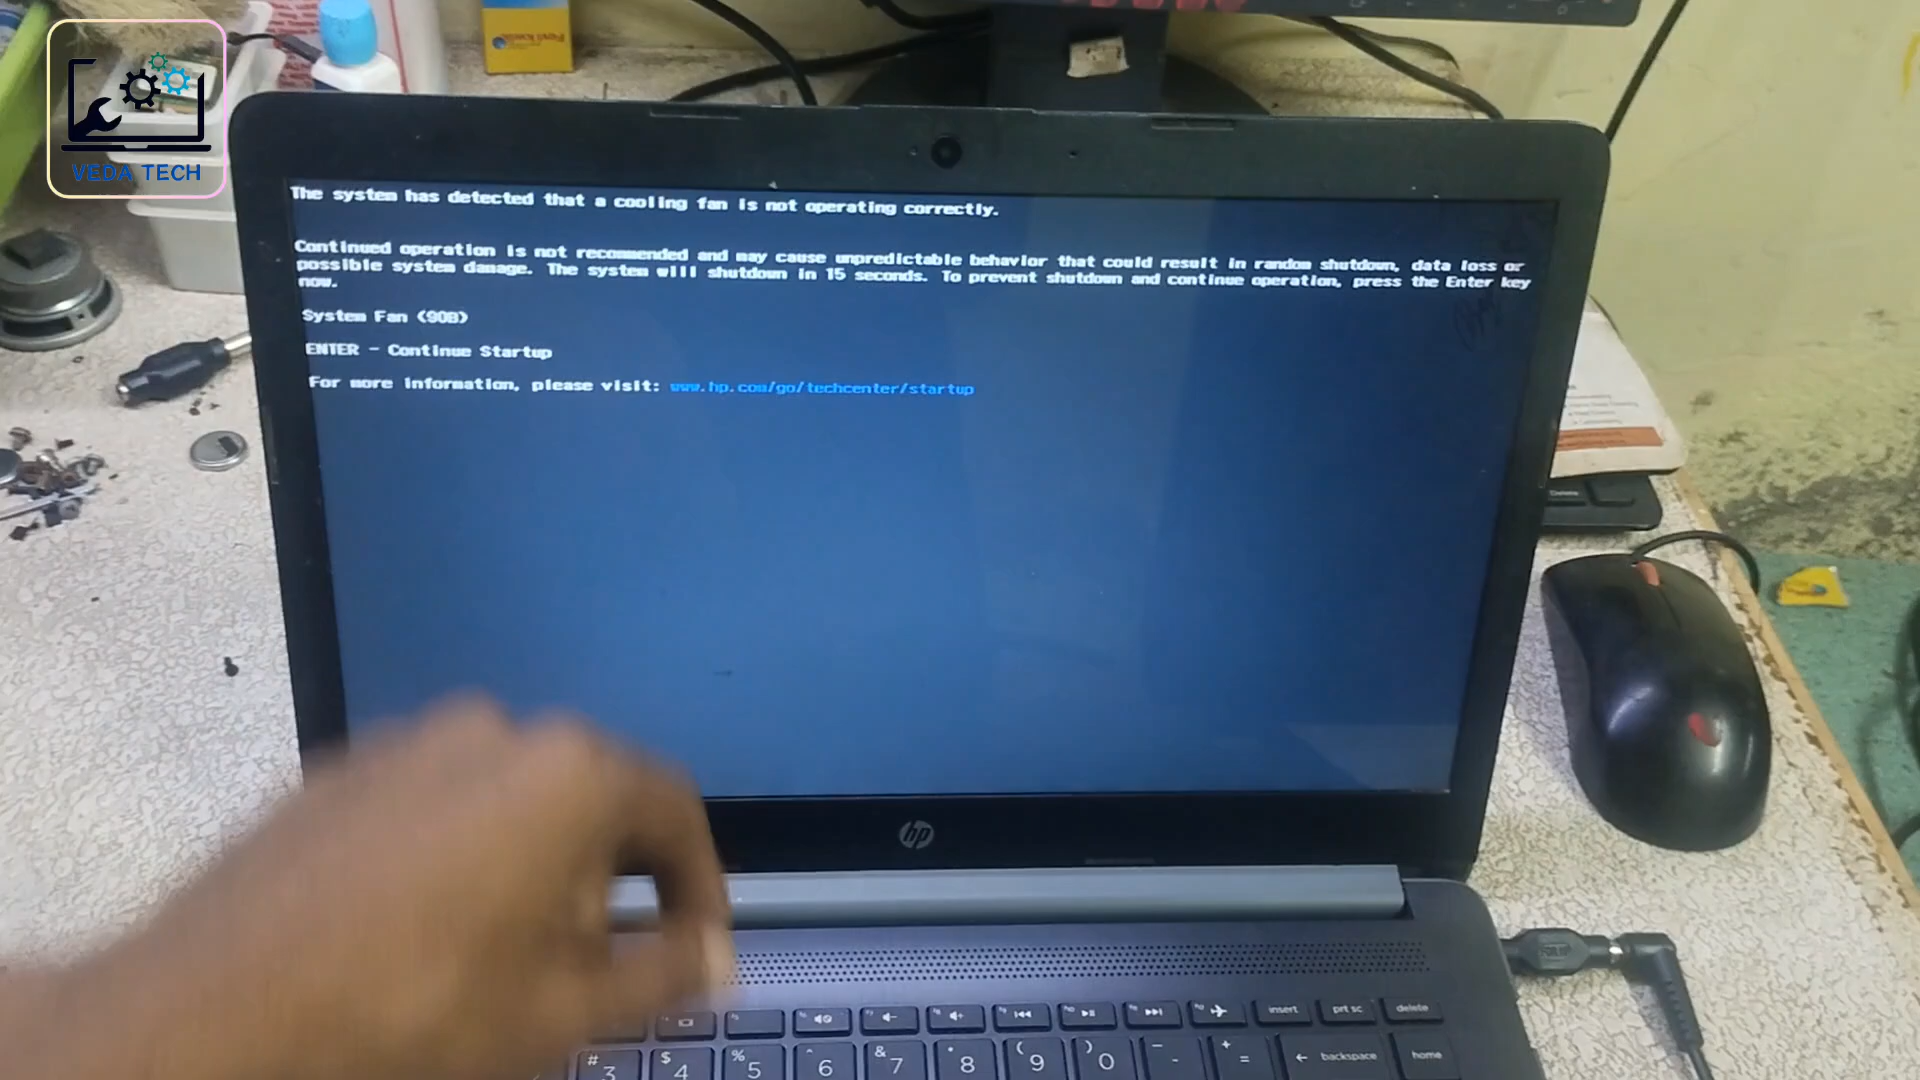 VEDA TECH
The system has detected that a cooling fan is not operating correctly.
Continued operation is not recommended and may cause unpredictable behavior that could result in random shutdown, data loss or
possible system damage. The system will shutdown in 15 seconds. To prevent shutdown and continue operation, press the Enter key
now.
System Fan (90B)
ENTER - Continue Startup
For more information, please visit: www.hp.com/go/techcenter/startup
hp
insert
prt sc
delete
# 3
$ 4
% 5
^ 6
& 7
* 8
( 9
) 0
- -
+ =
← backspace
home